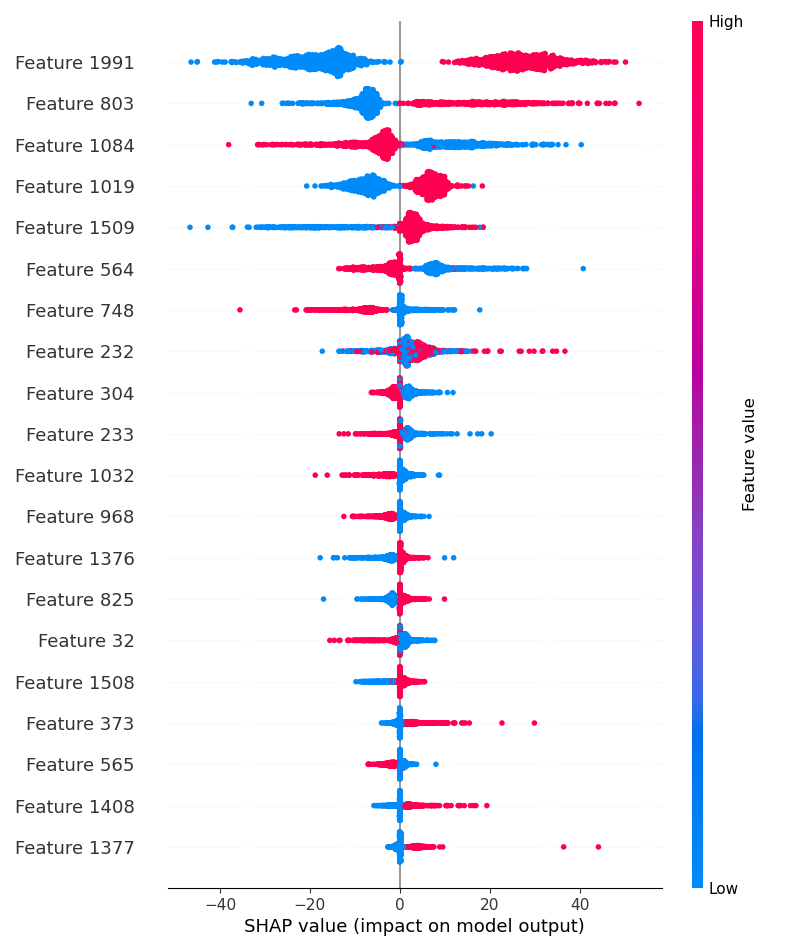 High
Feature 1991
Feature 803
Feature 1084
Feature 1019
Feature 1509
Feature 564
Feature 748
Feature 232
Feature 304
Feature 233
Feature 1032
Feature 968
Feature 1376
Feature 825
Feature 32
Feature 1508
Feature 373
Feature 565
Feature 1408
Feature 1377
Feature value
Low
−40 −20 0 20 40
SHAP value (impact on model output)